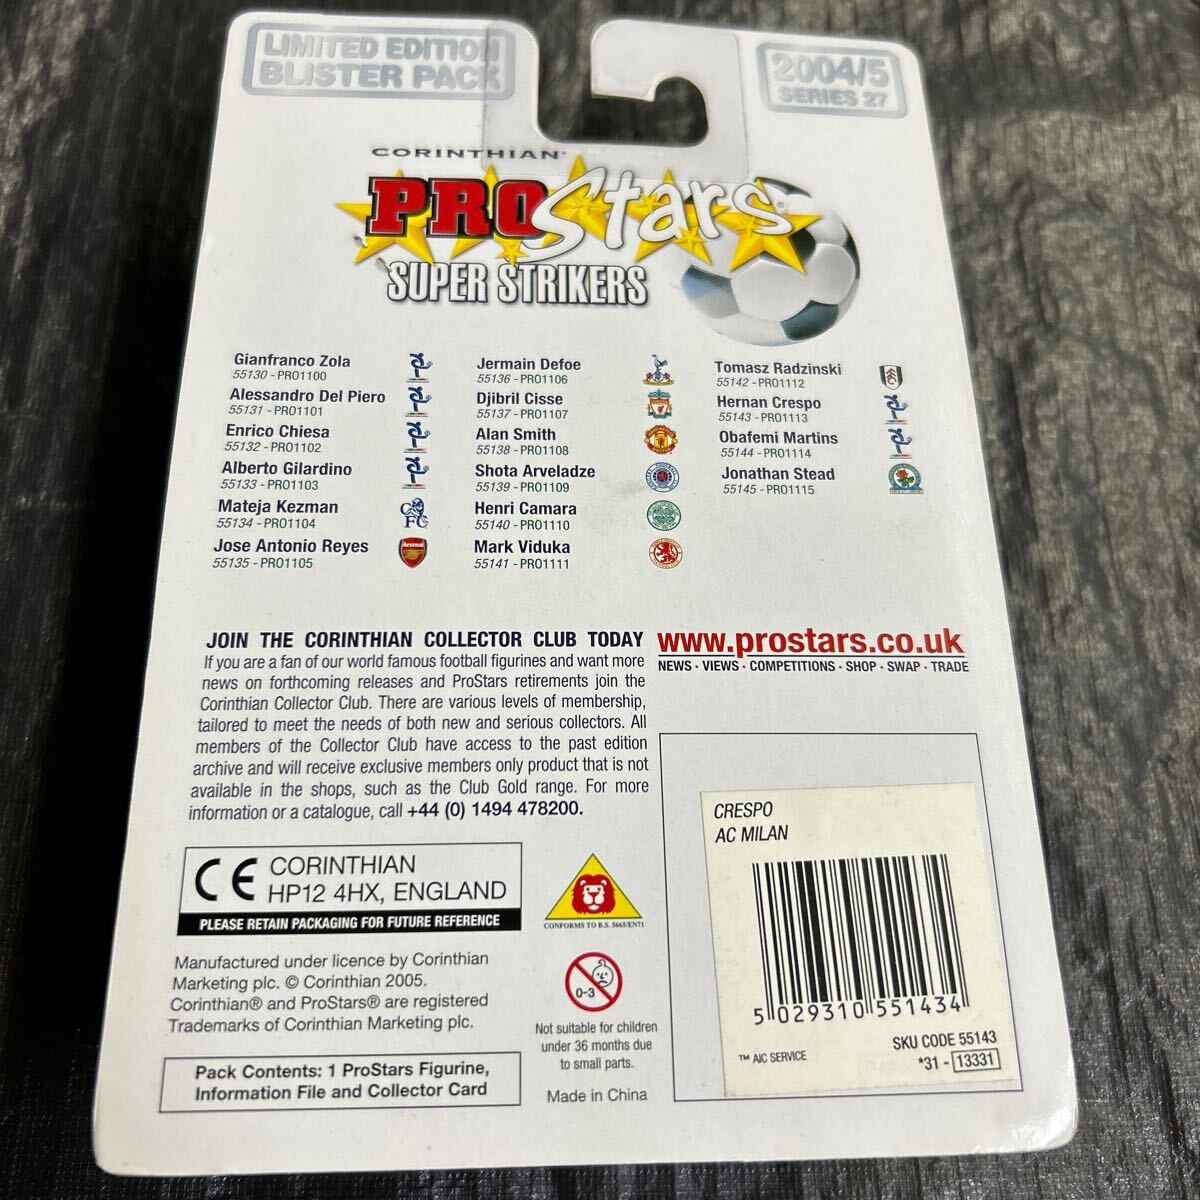 LIMITED EDITION
BLISTER PACK
2004/5
SERIES 27
CORINTHIAN
PROStars®
SUPER STRIKERS
Gianfranco Zola
55130 - PRO1100
Alessandro Del Piero
55131 - PRO1101
Enrico Chiesa
55132 - PRO1102
Alberto Gilardino
55133 - PRO1103
Mateja Kezman
55134 - PRO1104
Jose Antonio Reyes
55135 - PRO1105
Arsenal
Jermain Defoe
55136 - PRO1106
Djibril Cisse
55137 - PRO1107
Alan Smith
55138 - PRO1108
Shota Arveladze
55139 - PRO1109
Henri Camara
55140 - PRO1110
Mark Viduka
55141 - PRO1111
Tomasz Radzinski
55142 - PRO1112
Hernan Crespo
55143 - PRO1113
Obafemi Martins
55144 - PRO1114
Jonathan Stead
55145 - PRO1115
JOIN THE CORINTHIAN COLLECTOR CLUB TODAY
If you are a fan of our world famous football figurines and want more
news on forthcoming releases and ProStars retirements join the
Corinthian Collector Club. There are various levels of membership,
tailored to meet the needs of both new and serious collectors. All
members of the Collector Club have access to the past edition
archive and will receive exclusive members only product that is not
available in the shops, such as the Club Gold range. For more
information or a catalogue, call +44 (0) 1494 478200.
www.prostars.co.uk
NEWS · VIEWS · COMPETITIONS · SHOP · SWAP · TRADE
CE CORINTHIAN
HP12 4HX, ENGLAND
PLEASE RETAIN PACKAGING FOR FUTURE REFERENCE
Manufactured under licence by Corinthian
Marketing plc. © Corinthian 2005.
Corinthian® and ProStars® are registered
Trademarks of Corinthian Marketing plc.
Pack Contents: 1 ProStars Figurine,
Information File and Collector Card
CONFORMS TO B.S. 5665/EN71
0-3
Not suitable for children
under 36 months due
to small parts.
Made in China
CRESPO
AC MILAN
5 029310 551434
SKU CODE 55143
™ AIC SERVICE
*31 - 13331